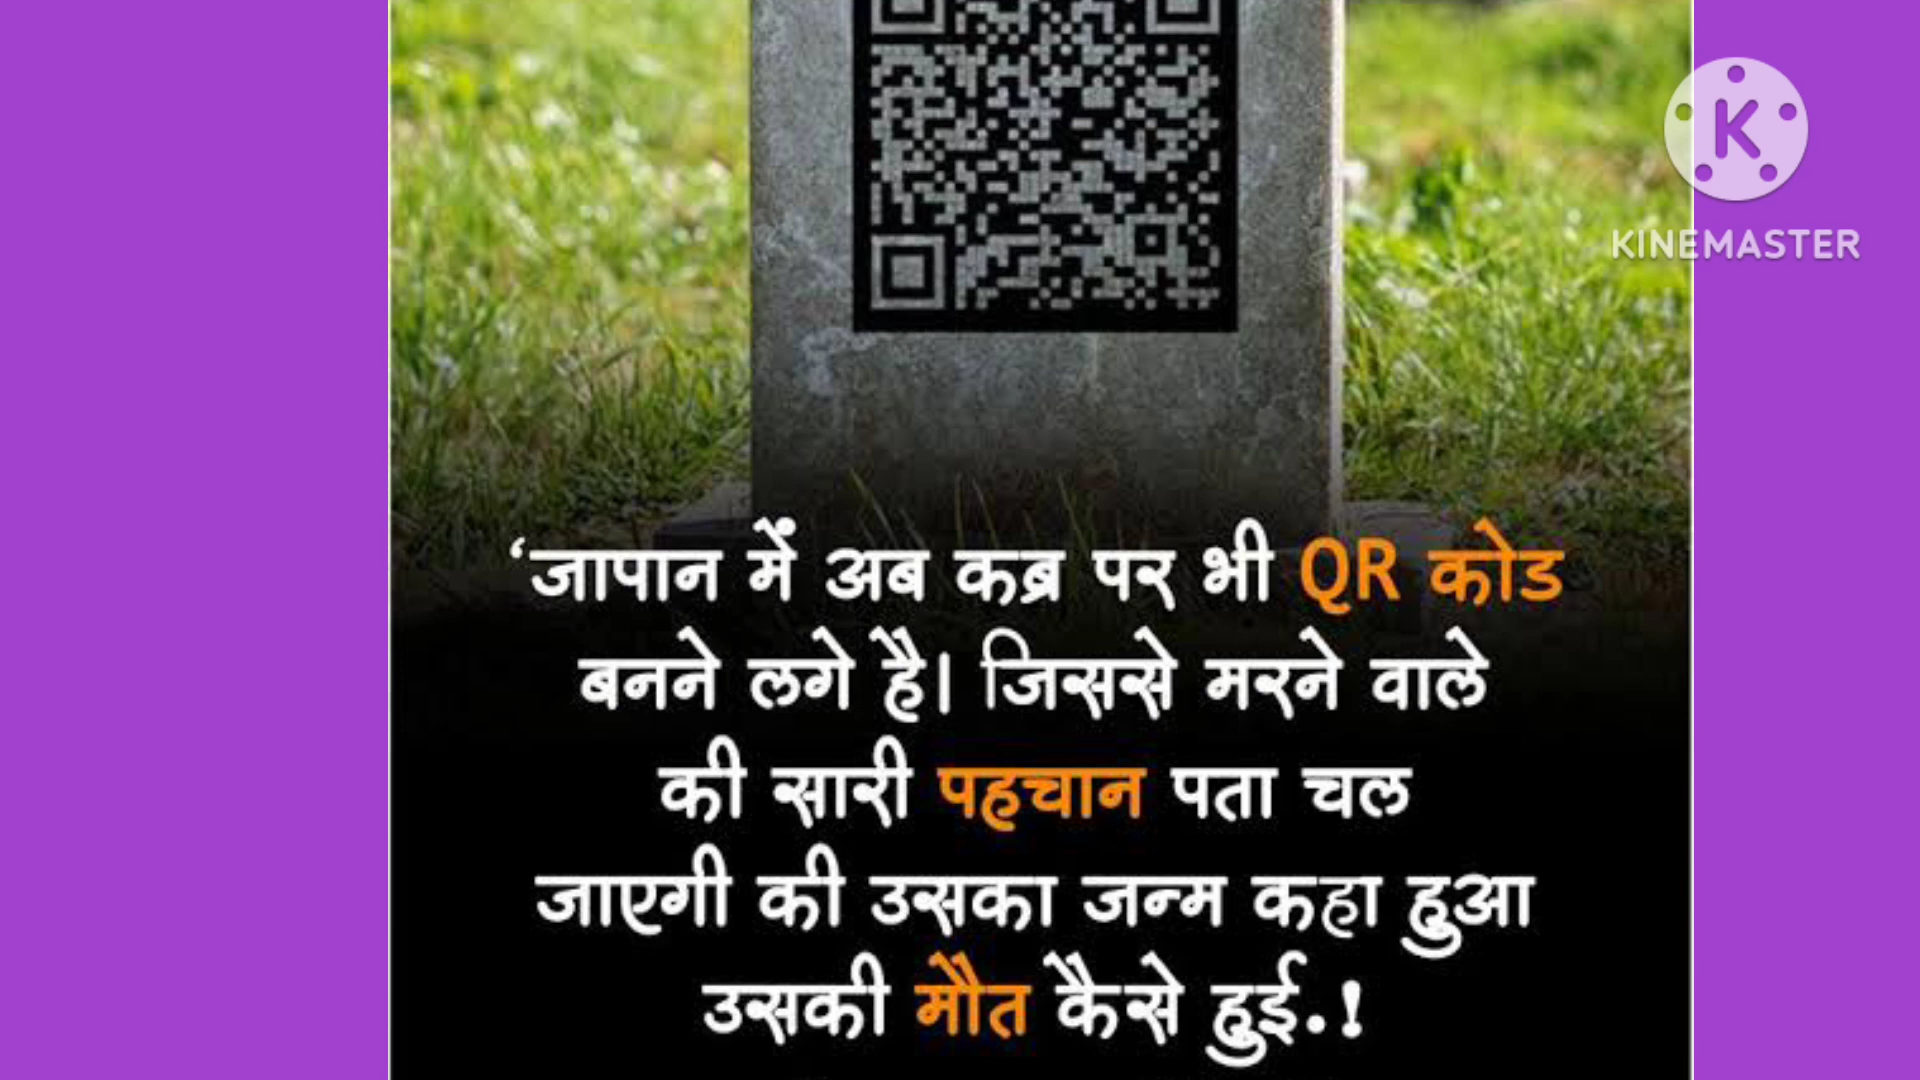 K
KINEMASTER
‘जापान में अब कब्र पर भी QR कोड
बनने लगे है। जिससे मरने वाले
की सारी पहचान पता चल
जाएगी की उसका जन्म कहा हुआ
उसकी मौत कैसे हुई.!